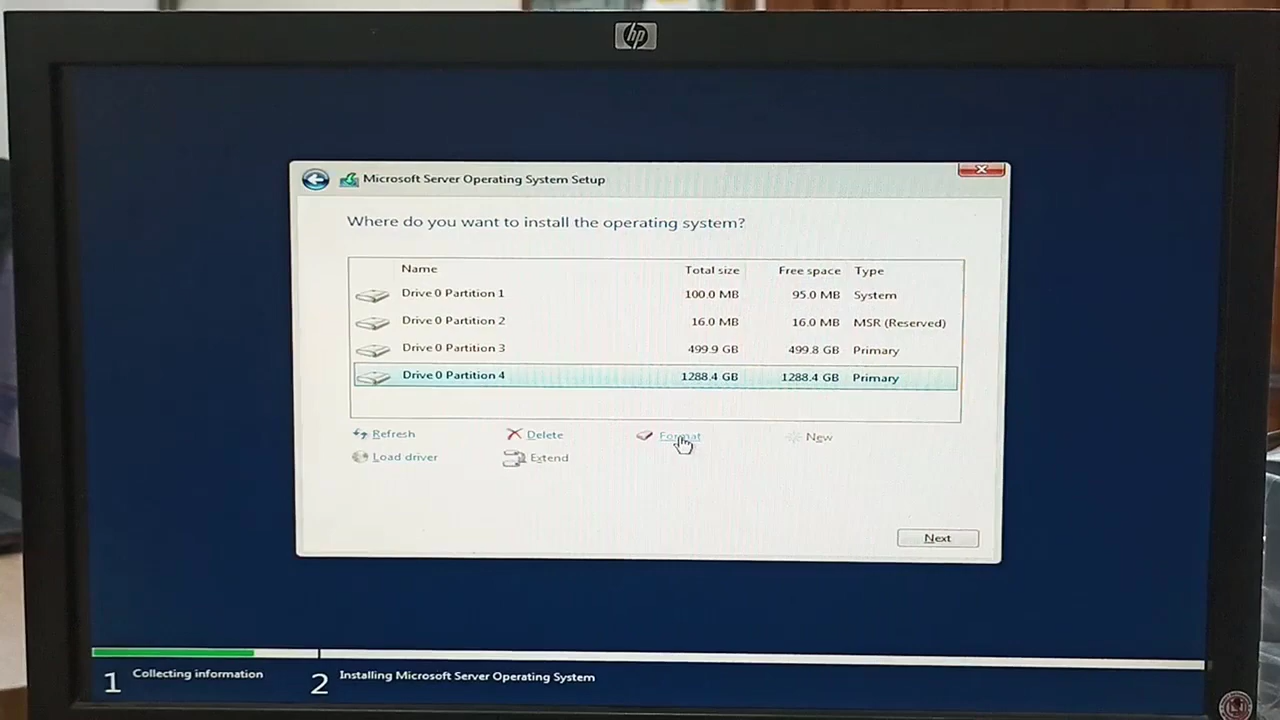 hp
Microsoft Server Operating System Setup
Where do you want to install the operating system?
Name Total size Free space Type
Drive 0 Partition 1 100.0 MB 95.0 MB System
Drive 0 Partition 2 16.0 MB 16.0 MB MSR (Reserved)
Drive 0 Partition 3 499.9 GB 499.8 GB Primary
Drive 0 Partition 4 1288.4 GB 1288.4 GB Primary
Refresh Delete Format New
Load driver Extend
Next
1 Collecting information 2 Installing Microsoft Server Operating System